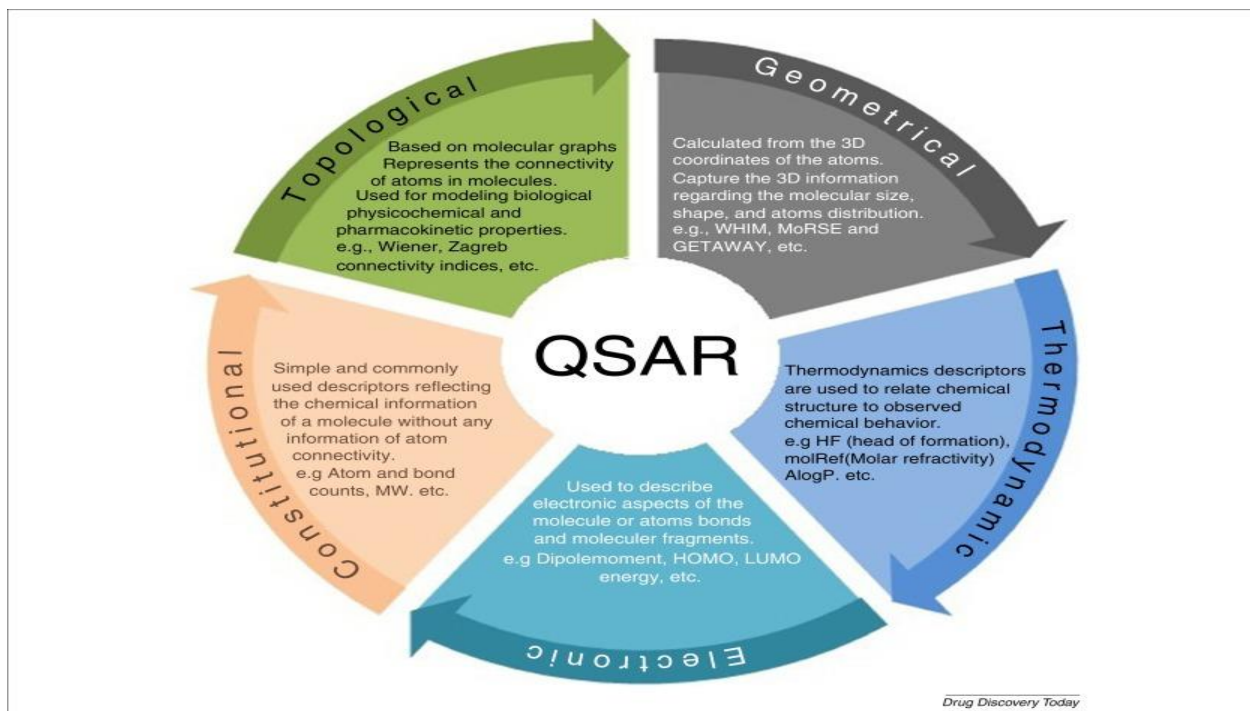 Topological
Based on molecular graphs
Represents the connectivity
of atoms in molecules.
Used for modeling biological
physicochemical and
pharmacokinetic properties.
e.g., Wiener, Zagreb
connectivity indices, etc.
Geometrical
Calculated from the 3D
coordinates of the atoms.
Capture the 3D information
regarding the molecular size,
shape, and atoms distribution.
e.g., WHIM, MoRSE and
GETAWAY, etc.
QSAR
Thermodynamic
Thermodynamics descriptors
are used to relate chemical
structure to observed
chemical behavior.
e.g HF (head of formation),
molRef(Molar refractivity)
AlogP. etc.
Electronic
Used to describe
electronic aspects of the
molecule or atoms bonds
and moleculer fragments.
e.g Dipolemoment, HOMO, LUMO
energy, etc.
Constitutional
Simple and commonly
used descriptors reflecting
the chemical information
of a molecule without any
information of atom
connectivity.
e.g Atom and bond
counts, MW. etc.
Drug Discovery Today